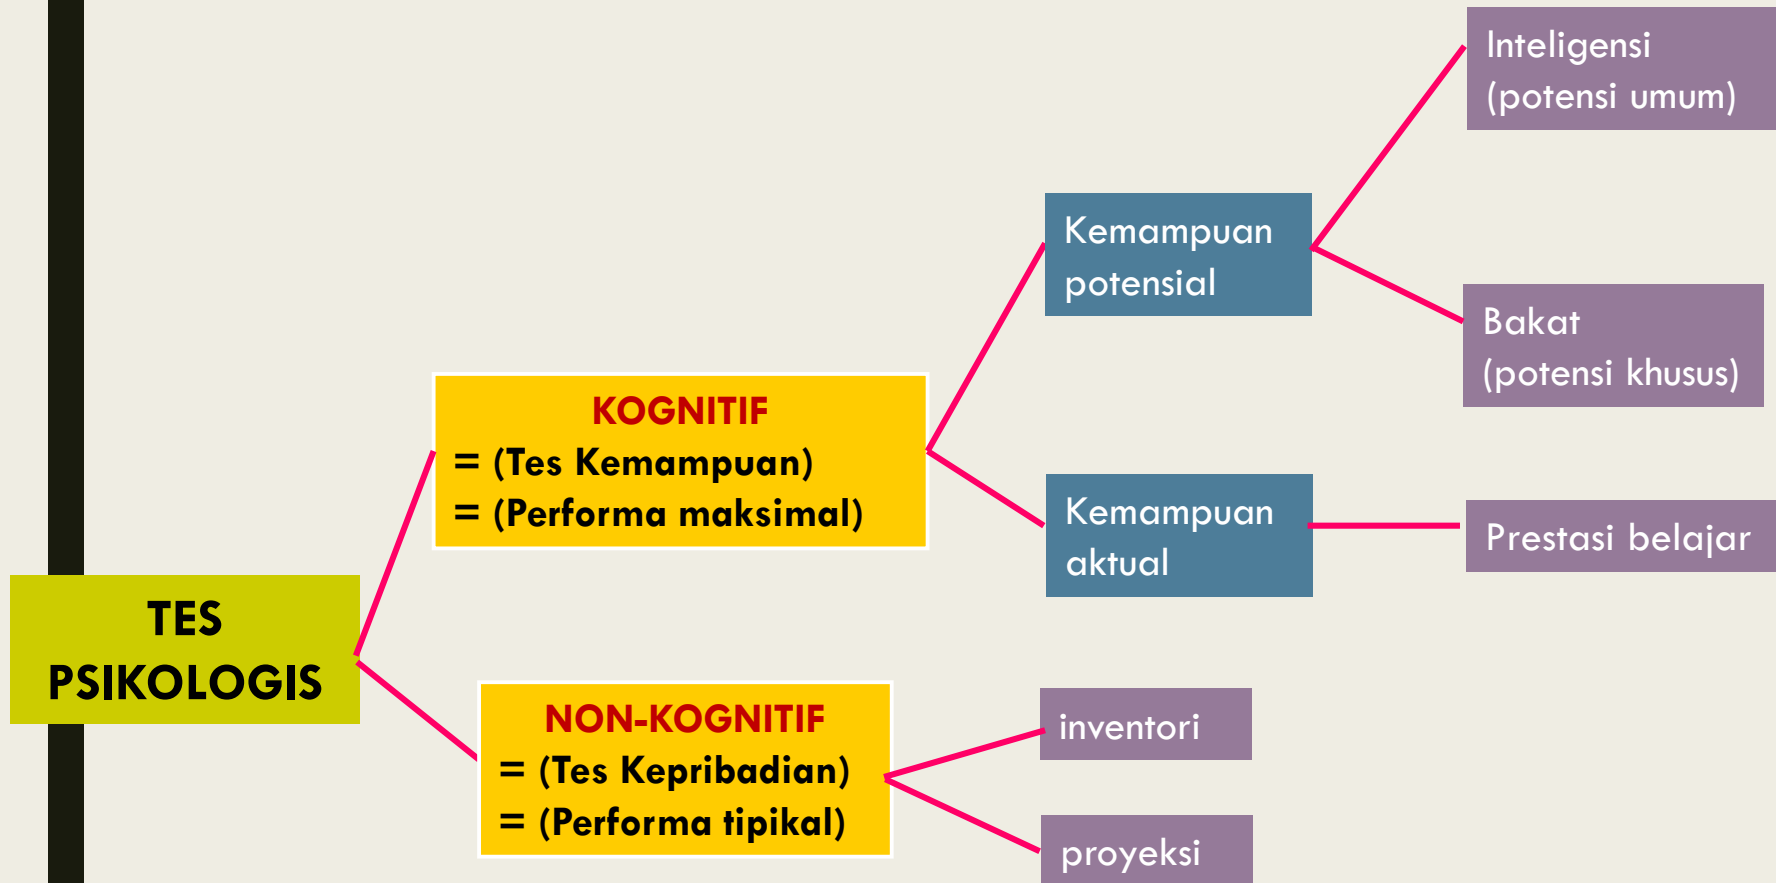 TES
PSIKOLOGIS
KOGNITIF
= (Tes Kemampuan)
= (Performa maksimal)
Kemampuan
potensial
Inteligensi
(potensi umum)
Bakat
(potensi khusus)
Kemampuan
aktual
Prestasi belajar
NON-KOGNITIF
= (Tes Kepribadian)
= (Performa tipikal)
inventori
proyeksi